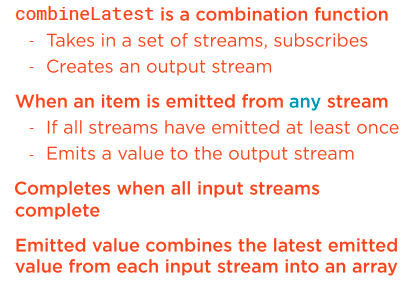 combineLatest is a combination function
- Takes in a set of streams, subscribes
- Creates an output stream
When an item is emitted from any stream
- If all streams have emitted at least once
- Emits a value to the output stream
Completes when all input streams
complete
Emitted value combines the latest emitted
value from each input stream into an array